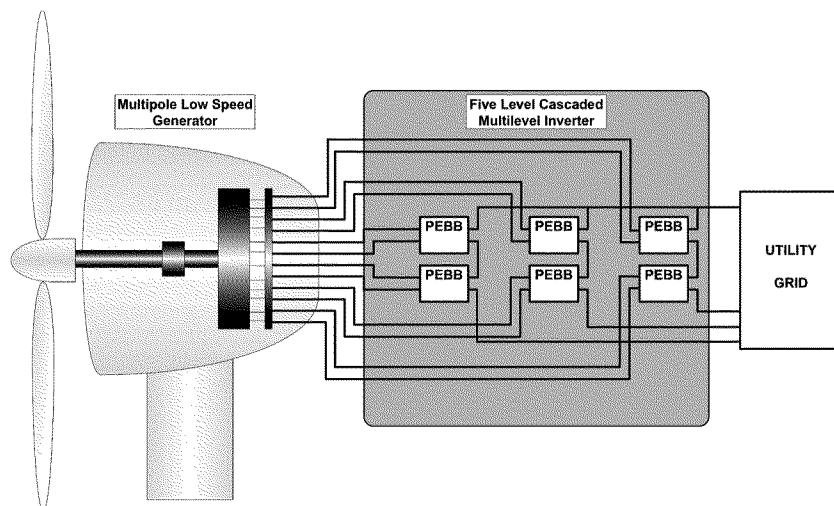 Multipole Low Speed
Generator
Five Level Cascaded
Multilevel Inverter
PEBB
PEBB
PEBB
PEBB
PEBB
PEBB
UTILITY
GRID